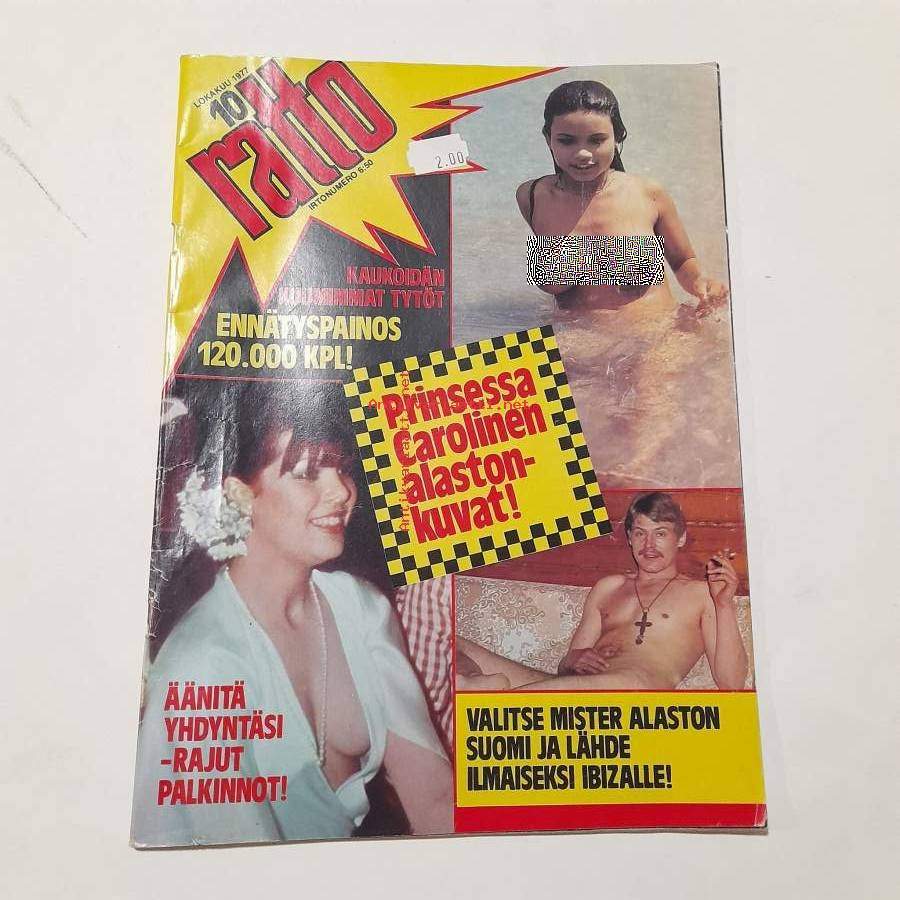 LOKAKUU 1977
10
ratto
IRTONUMERO 6:50
2.00
KAUKOIDÄN
KUUMIMMAT TYTÖT
ENNÄTYSPAINOS
120.000 KPL!
Prinsessa
Carolinen
alaston-
kuvat!
ÄÄNITÄ
YHDYNTÄSI
-RAJUT
PALKINNOT!
VALITSE MISTER ALASTON
SUOMI JA LÄHDE
ILMAISEKSI IBIZALLE!